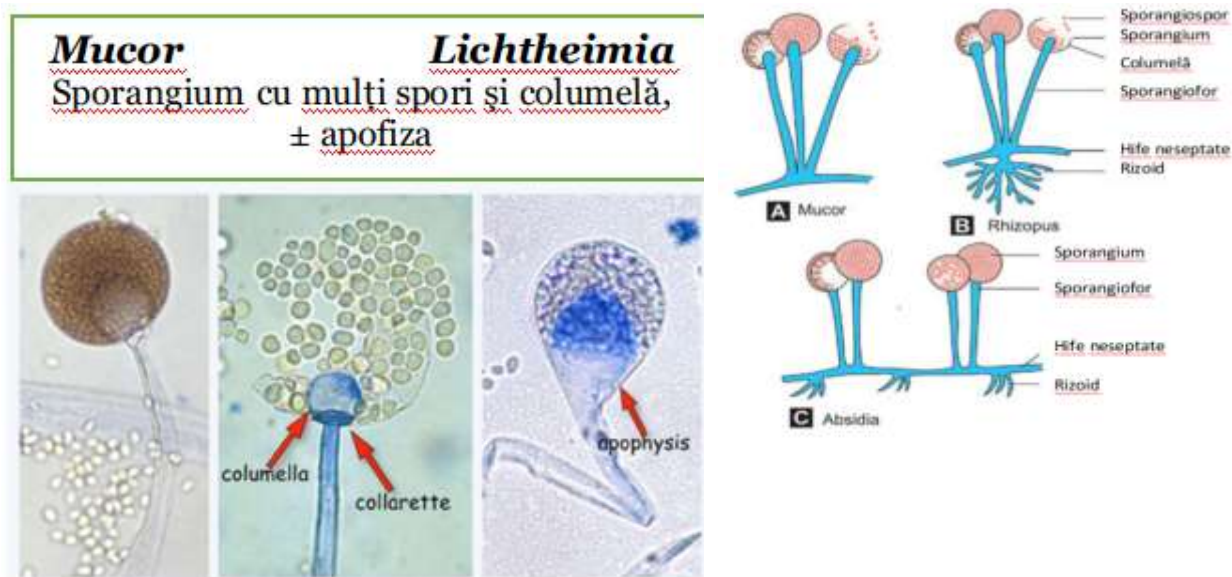 Mucor Lichtheimia
Sporangium cu mulți spori și columelă,
± apofiza
columella
collarette
apophysis
Sporangiospor
Sporangium
Columelă
Sporangiofor
Hife neseptate
Rizoid
A Mucor
B Rhizopus
Sporangium
Sporangiofor
Hife neseptate
Rizoid
C Absidia